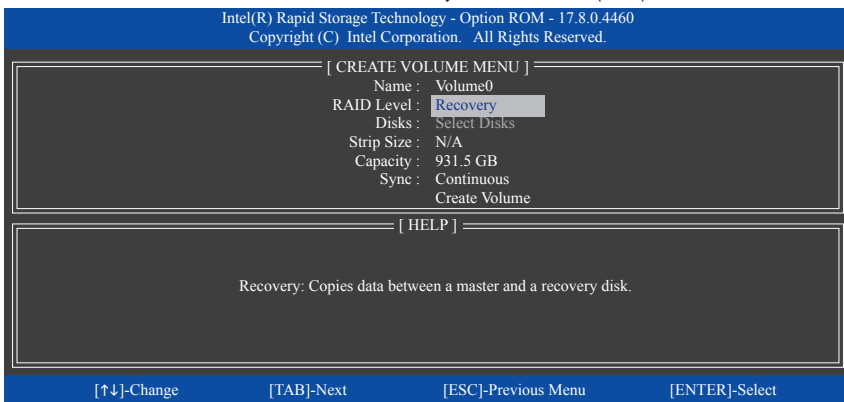 Intel(R) Rapid Storage Technology - Option ROM - 17.8.0.4460
Copyright (C) Intel Corporation. All Rights Reserved.
[ CREATE VOLUME MENU ]
Name : Volume0
RAID Level : Recovery
Disks : Select Disks
Strip Size : N/A
Capacity : 931.5 GB
Sync : Continuous
Create Volume
[ HELP ]
Recovery: Copies data between a master and a recovery disk.
[↑↓]-Change [TAB]-Next [ESC]-Previous Menu [ENTER]-Select